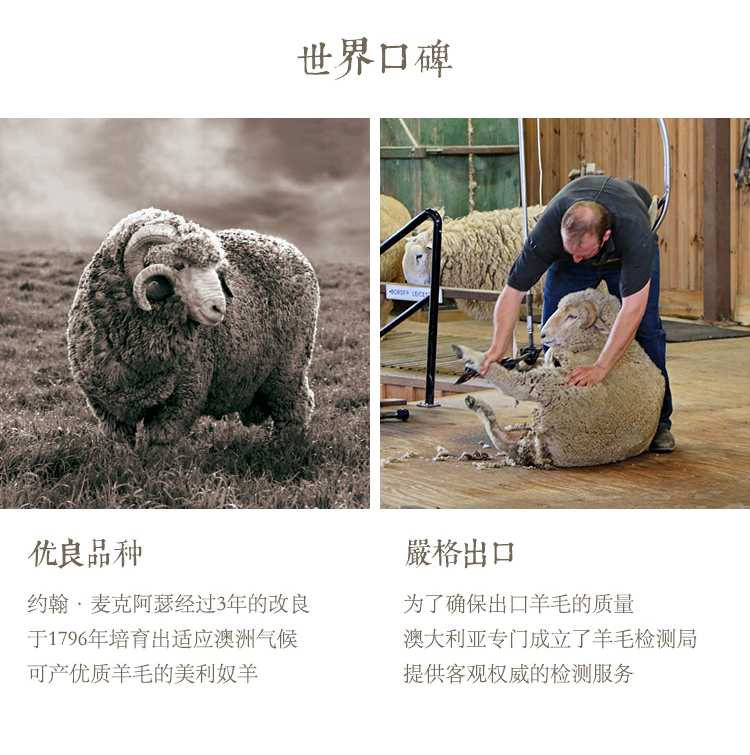 世界口碑
BORDER LEICESTER
优良品种
约翰·麦克阿瑟经过3年的改良
于1796年培育出适应澳洲气候
可产优质羊毛的美利奴羊
嚴格出口
为了确保出口羊毛的质量
澳大利亚专门成立了羊毛检测局
提供客观权威的检测服务